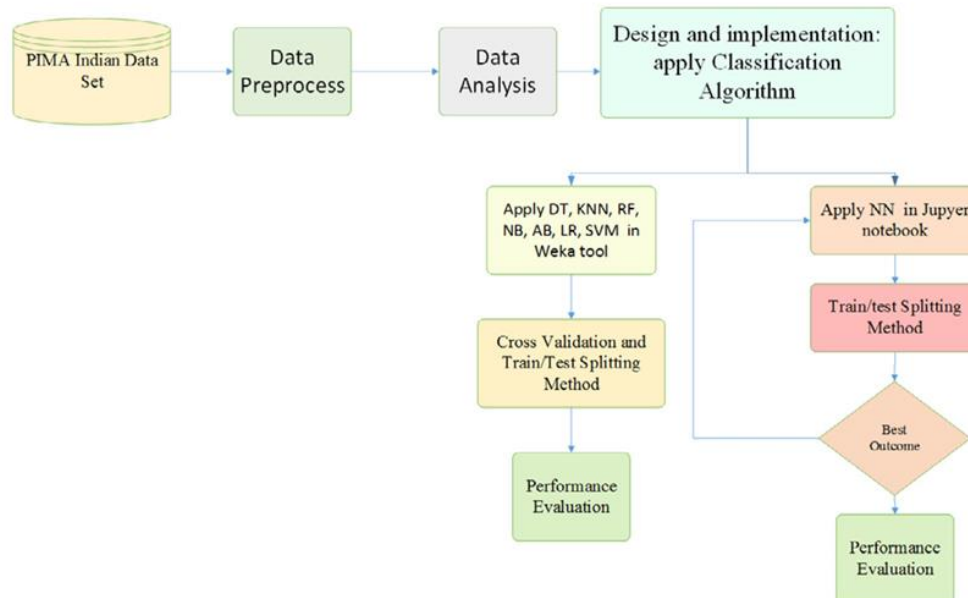 PIMA Indian Data
Set
Data
Preprocess
Data
Analysis
Design and implementation:
apply Classification
Algorithm
Apply DT, KNN, RF,
NB, AB, LR, SVM in
Weka tool
Cross Validation and
Train/Test Splitting
Method
Performance
Evaluation
Apply NN in Jupyer
notebook
Train/test Splitting
Method
Best
Outcome
Performance
Evaluation